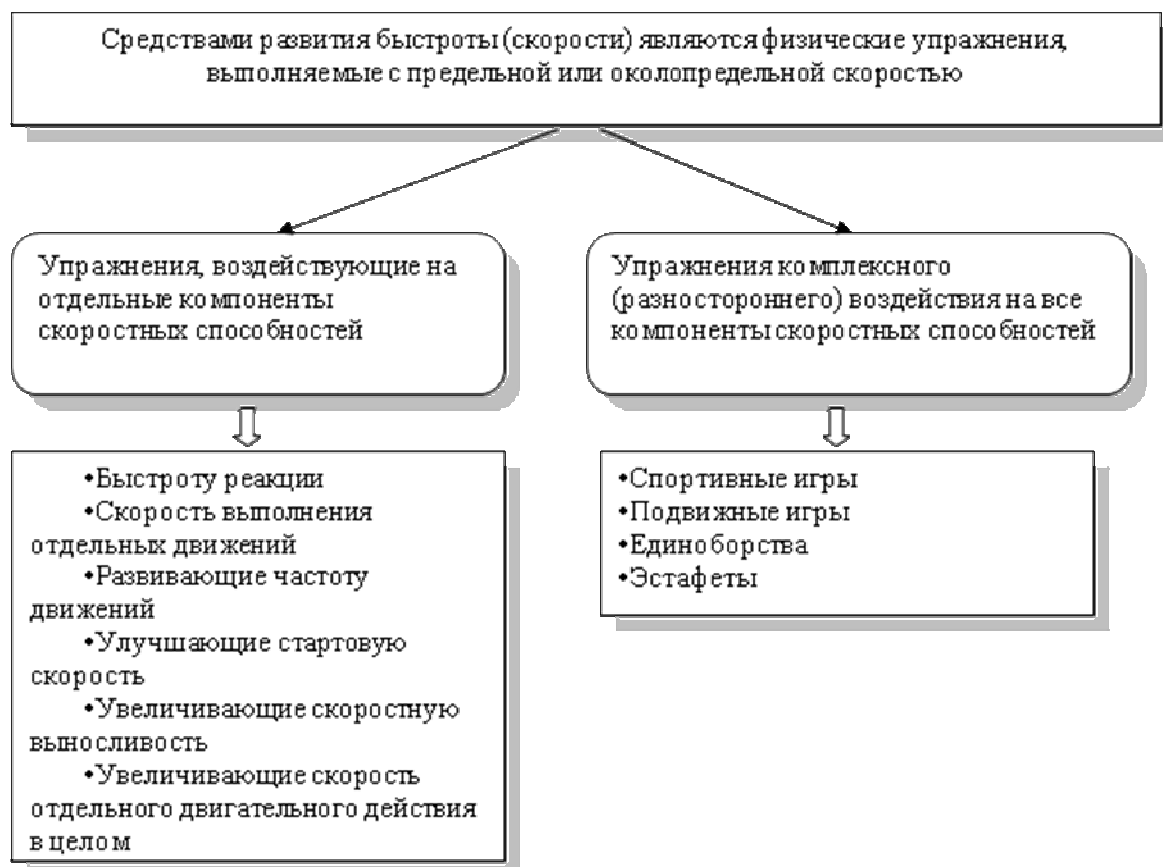 Средствами развития быстроты (скорости) являются физические упражнения,
выполняемые с предельной или околопредельной скоростью
Упражнения, воздействующие на
отдельные компоненты
скоростных способностей
Упражнения комплексного
(разностороннего) воздействия на все
компоненты скоростных способностей
•Быстроту реакции
•Скорость выполнения
отдельных движений
•Развивающие частоту
движений
•Улучшающие стартовую
скорость
•Увеличивающие скоростную
выносливость
•Увеличивающие скорость
отдельного двигательного действия
в целом
•Спортивные игры
•Подвижные игры
•Единоборства
•Эстафеты